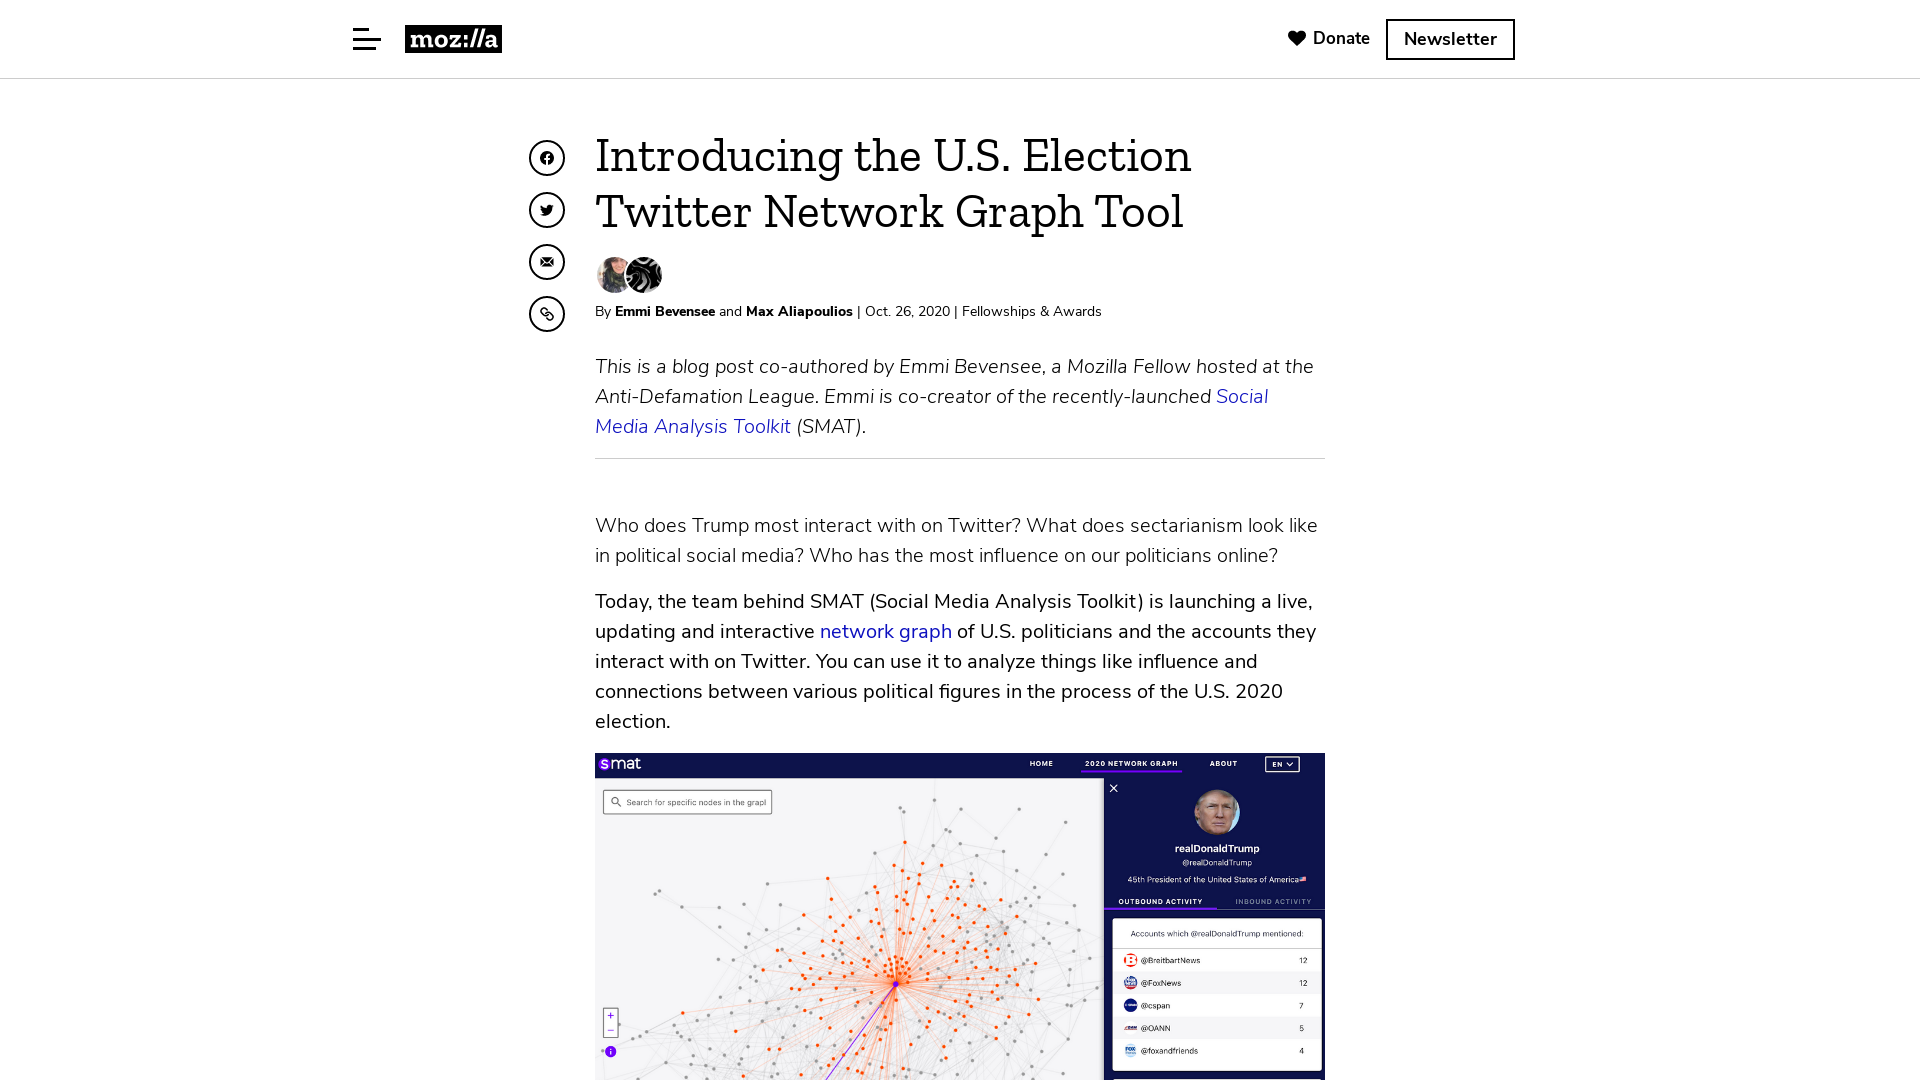 moz://a
Donate
Newsletter
Introducing the U.S. Election
Twitter Network Graph Tool
By Emmi Bevensee and Max Aliapoulios | Oct. 26, 2020 | Fellowships & Awards
This is a blog post co-authored by Emmi Bevensee, a Mozilla Fellow hosted at the
Anti-Defamation League. Emmi is co-creator of the recently-launched Social
Media Analysis Toolkit (SMAT).
Who does Trump most interact with on Twitter? What does sectarianism look like
in political social media? Who has the most influence on our politicians online?
Today, the team behind SMAT (Social Media Analysis Toolkit) is launching a live,
updating and interactive network graph of U.S. politicians and the accounts they
interact with on Twitter. You can use it to analyze things like influence and
connections between various political figures in the process of the U.S. 2020
election.
smat
HOME
2020 NETWORK GRAPH
ABOUT
EN
Search for specific nodes in the grapl
realDonaldTrump
@realDonaldTrump
45th President of the United States of America🇺🇸
OUTBOUND ACTIVITY
INBOUND ACTIVITY
Accounts which @realDonaldTrump mentioned:
@BreitbartNews 12
@FoxNews 12
@cspan 7
@OANN 5
@foxandfriends 4
+
−